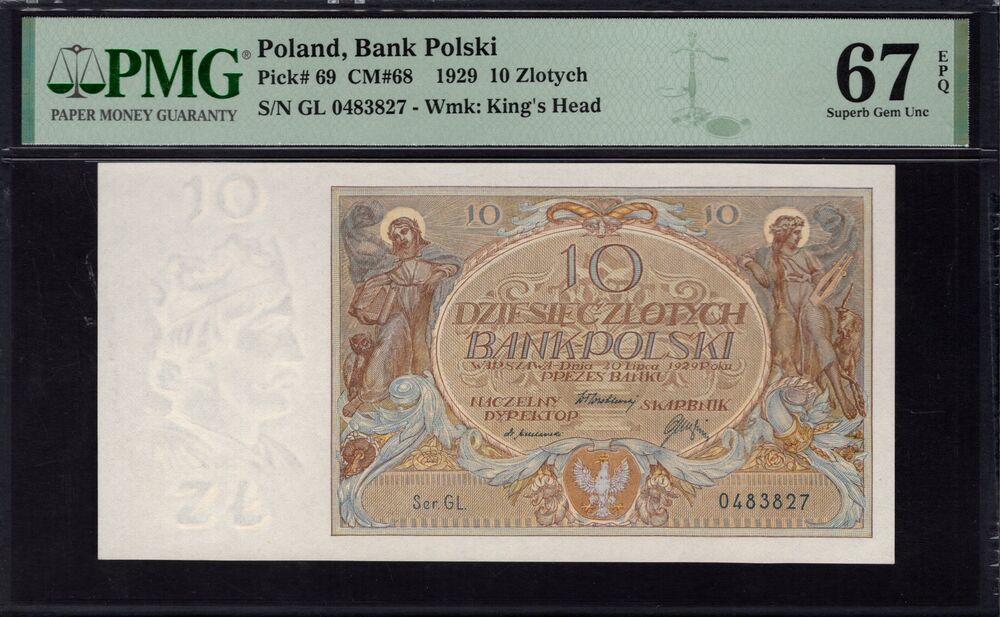 PMG®
PAPER MONEY GUARANTY
Poland, Bank Polski
Pick# 69 CM#68 1929 10 Zlotych
S/N GL 0483827 - Wmk: King's Head
67 EPQ
Superb Gem Unc
10
10 10
10
DZIESIĘĆ ZŁOTYCH
BANK POLSKI
WARSZAWA - Dnia 20 Lipca 1929 Roku
PREZES BANKU
NACZELNY DYREKTOR
SKARBNIK
Ser. GL.
0483827
Zł